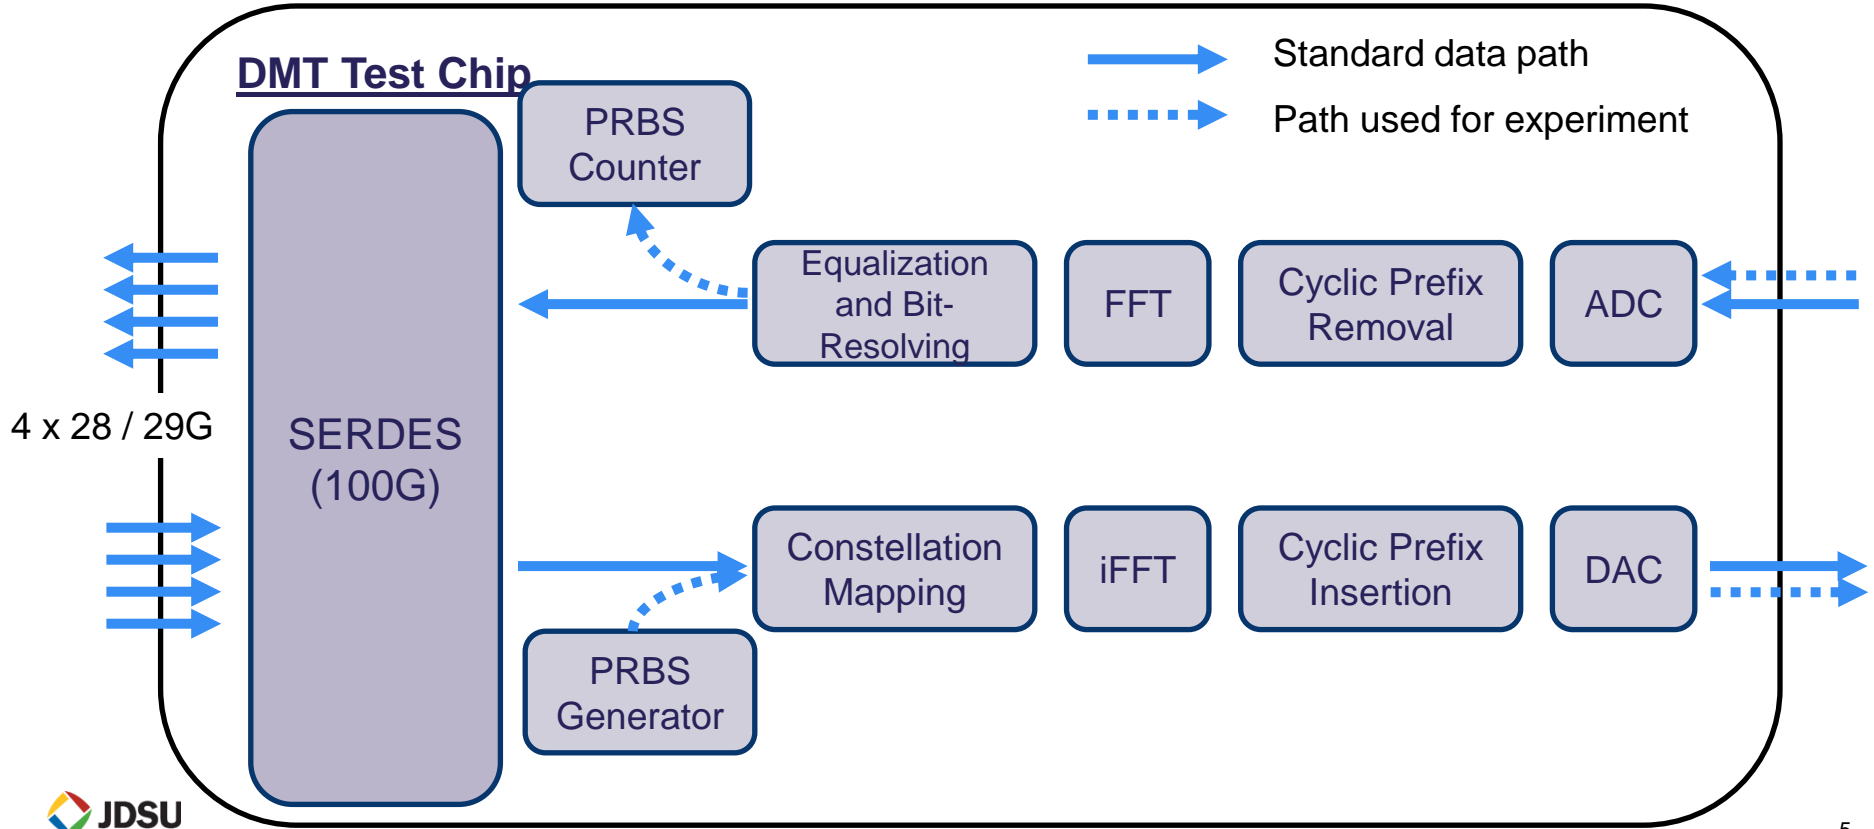 DMT Test Chip
Standard data path
Path used for experiment
PRBS
Counter
Equalization
and Bit-
Resolving
FFT
Cyclic Prefix
Removal
ADC
4 x 28 / 29G
SERDES
(100G)
Constellation
Mapping
iFFT
Cyclic Prefix
Insertion
DAC
PRBS
Generator
JDSU
5